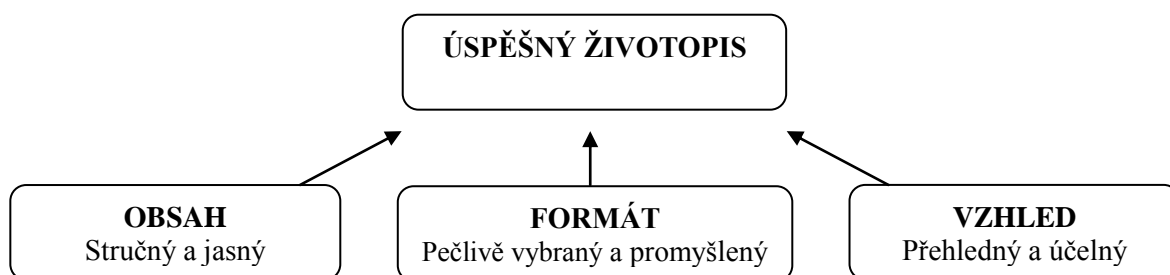 ÚSPĚŠNÝ ŽIVOTOPIS
OBSAH
Stručný a jasný
FORMÁT
Pečlivě vybraný a promyšlený
VZHLED
Přehledný a účelný